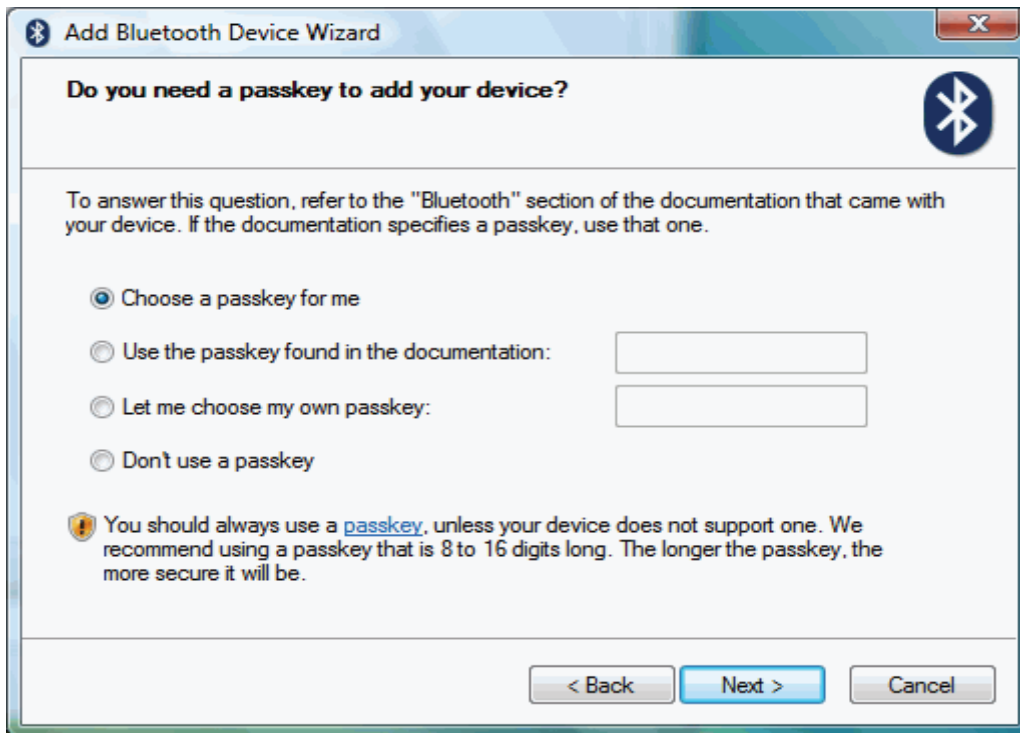 Add Bluetooth Device Wizard
Do you need a passkey to add your device?
To answer this question, refer to the "Bluetooth" section of the documentation that came with
your device. If the documentation specifies a passkey, use that one.
Choose a passkey for me
Use the passkey found in the documentation:
Let me choose my own passkey:
Don't use a passkey
You should always use a passkey, unless your device does not support one. We
recommend using a passkey that is 8 to 16 digits long. The longer the passkey, the
more secure it will be.
< Back Next > Cancel